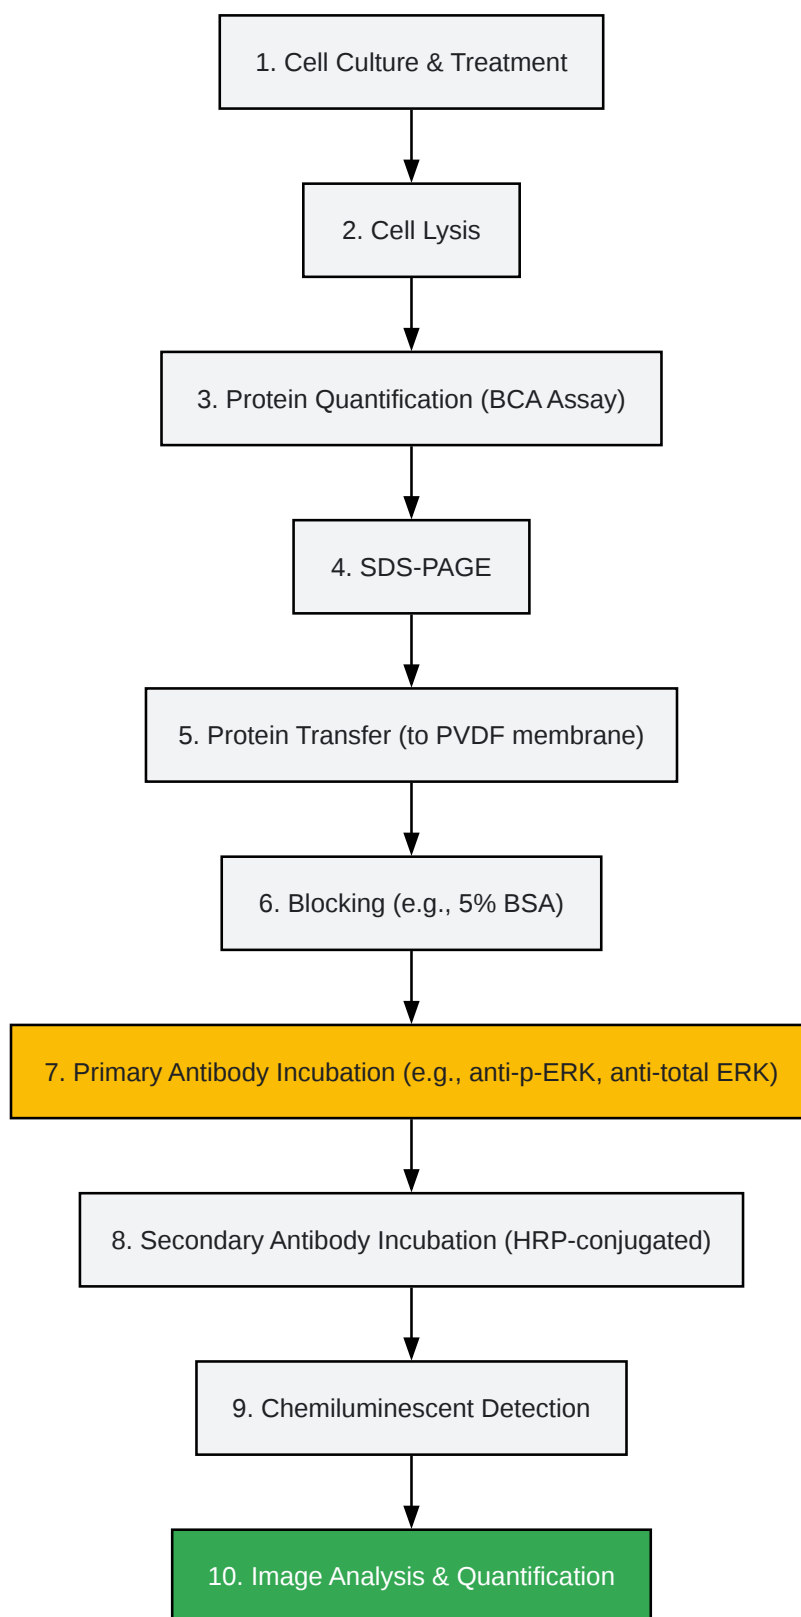 1. Cell Culture & Treatment
2. Cell Lysis
3. Protein Quantification (BCA Assay)
4. SDS-PAGE
5. Protein Transfer (to PVDF membrane)
6. Blocking (e.g., 5% BSA)
7. Primary Antibody Incubation (e.g., anti-p-ERK, anti-total ERK)
8. Secondary Antibody Incubation (HRP-conjugated)
9. Chemiluminescent Detection
10. Image Analysis & Quantification